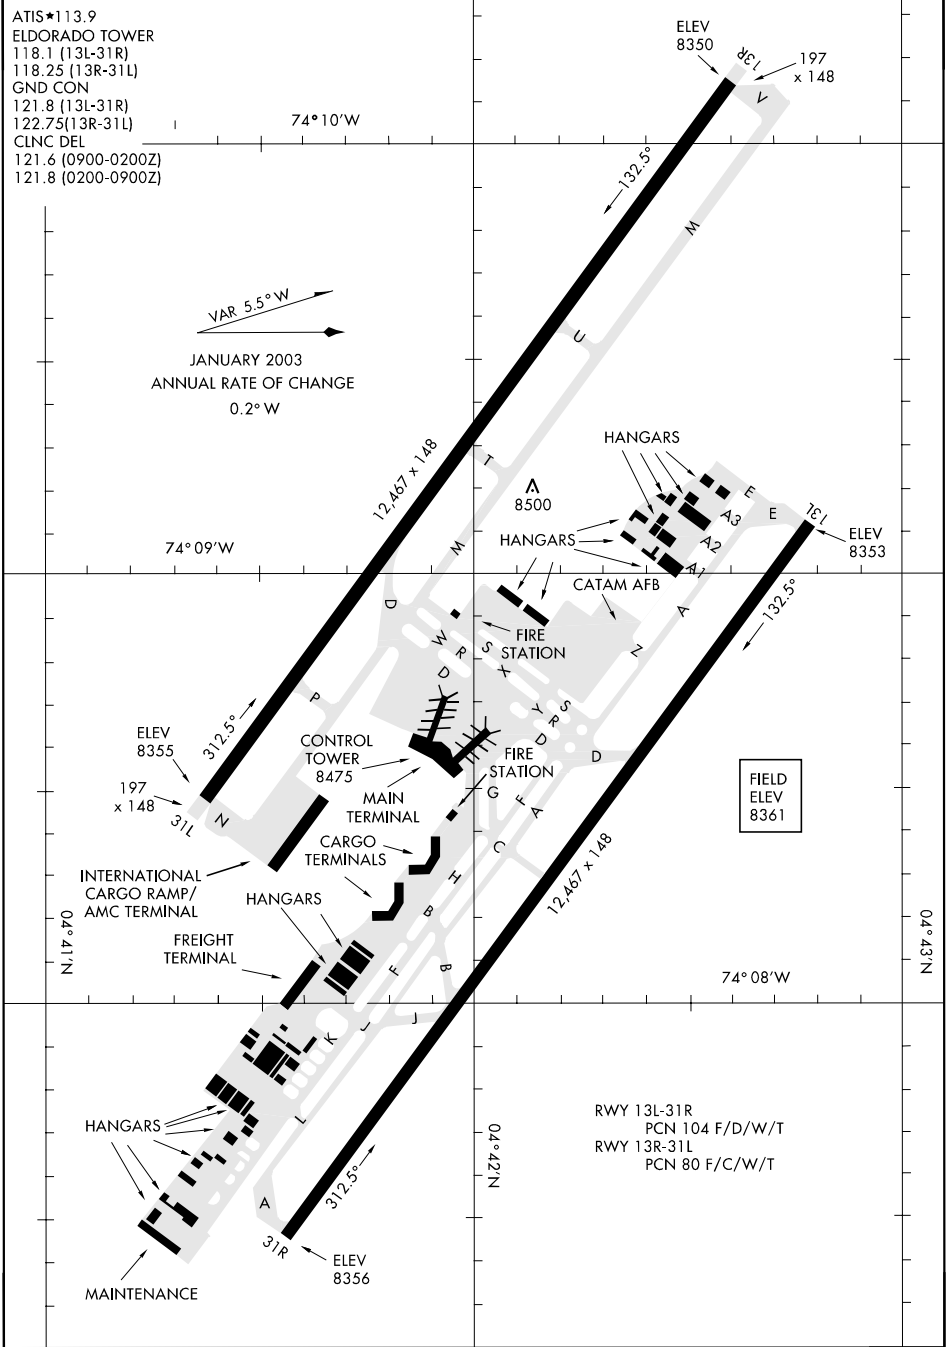 ATIS★113.9
ELDORADO TOWER
118.1 (13L-31R)
118.25 (13R-31L)
GND CON
121.8 (13L-31R)
122.75(13R-31L)
CLNC DEL
121.6 (0900-0200Z)
121.8 (0200-0900Z)
74°10'W
ELEV
8350
13R
197
x 148
V
132.5°
M
VAR 5.5° W
JANUARY 2003
ANNUAL RATE OF CHANGE
0.2° W
U
12,467 x 148
T
M
Λ
8500
HANGARS
HANGARS
E
E
A3
A2
A1
13L
ELEV
8353
74°09'W
CATAM AFB
132.5°
D
W
R
D
S
X
FIRE
STATION
A
Z
P
312.5°
ELEV
8355
197
x 148
31L
N
CONTROL
TOWER
8475
MAIN
TERMINAL
FIRE
STATION
Y
S
R
D
D
G
F
A
C
FIELD
ELEV
8361
INTERNATIONAL
CARGO RAMP/
AMC TERMINAL
CARGO
TERMINALS
HANGARS
H
B
12,467 x 148
FREIGHT
TERMINAL
F
B
04°41'N
04°43'N
74°08'W
K
J
J
L
HANGARS
RWY 13L-31R
PCN 104 F/D/W/T
RWY 13R-31L
PCN 80 F/C/W/T
04°42'N
A
312.5°
31R
ELEV
8356
MAINTENANCE